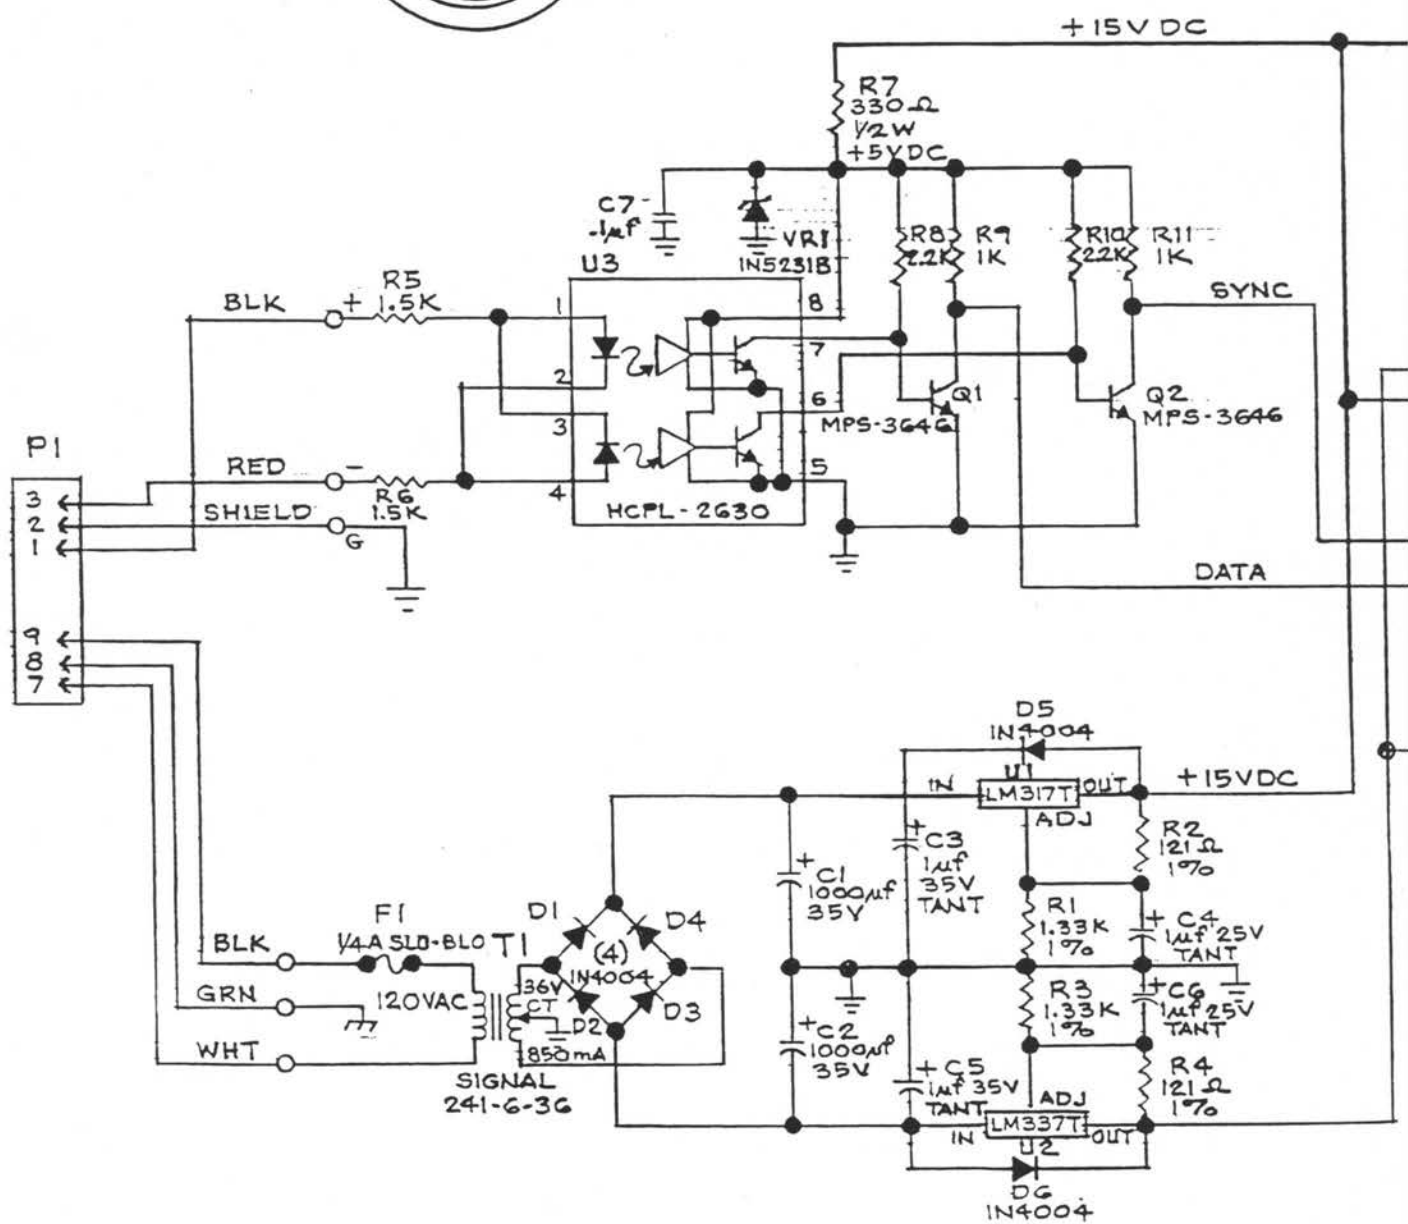 +15V DC
R7
330Ω
1/2W
+5VDC
C7
.1µf
VR1
1N5231B
R8
2.2K
R9
1K
R10
22K
R11
1K
SYNC
U3
1
2
3
4
8
7
6
5
HCPL-2630
BLK
+
R5
1.5K
RED
-
R6
1.5K
SHIELD
G
P1
3
2
1
9
8
7
Q1
MPS-3646
Q2
MPS-3646
DATA
D5
1N4004
U1
IN
LM317T
OUT
ADJ
+15VDC
R2
121Ω
1%
+
C3
1µf
35V
TANT
+
C1
1000µf
35V
R1
1.33K
1%
+
C4
1µf 25V
TANT
F1
1/4A SLO-BLO
BLK
GRN
WHT
120VAC
T1
36V
CT
850mA
SIGNAL
241-6-36
D1
D4
(4)
1N4004
D2
D3
+
C2
1000µf
35V
R3
1.33K
1%
+
C6
1µf 25V
TANT
+
C5
1µf 35V
TANT
R4
121Ω
1%
ADJ
IN
LM337T
OUT
U2
D6
1N4004